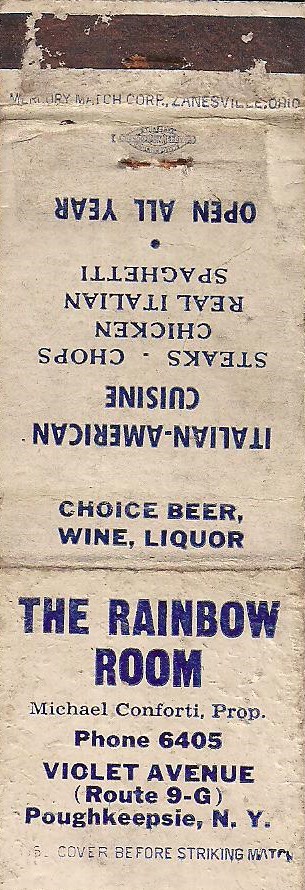 MERCURY MATCH CORP., ZANESVILLE, OHIO
ITALIAN-AMERICAN
CUISINE
STEAKS · CHOPS
CHICKEN
REAL ITALIAN
SPAGHETTI
•
OPEN ALL YEAR
CHOICE BEER,
WINE, LIQUOR
THE RAINBOW
ROOM
Michael Conforti, Prop.
Phone 6405
VIOLET AVENUE
(Route 9-G)
Poughkeepsie, N. Y.
COVER BEFORE STRIKING MATCH